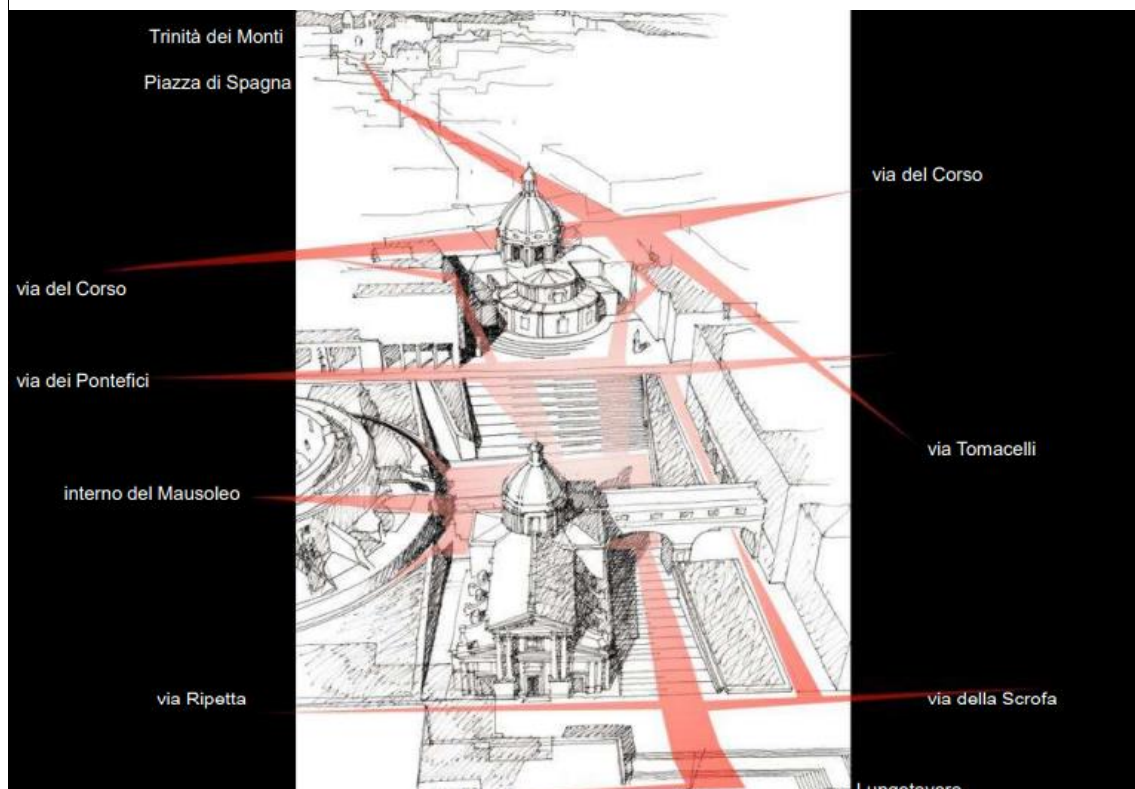 Trinità dei Monti
Piazza di Spagna
via del Corso
via del Corso
via dei Pontefici
via Tomacelli
interno del Mausoleo
via Ripetta
via della Scrofa
Lungotevere